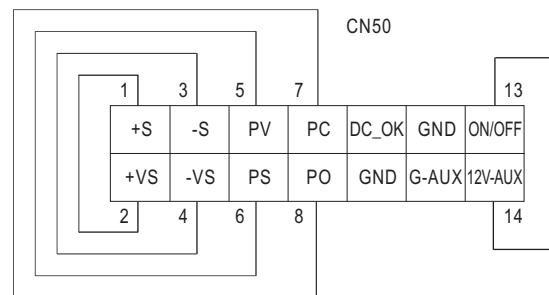 CN50
1 3 5 7 13
+S -S PV PC DC_OK GND ON/OFF
+VS -VS PS PO GND G-AUX 12V-AUX
2 4 6 8 14